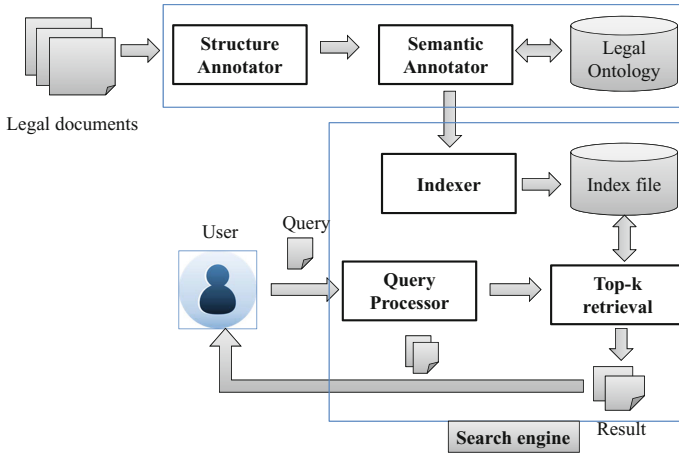 Structure
Annotator
Semantic
Annotator
Legal
Ontology
Legal documents
Indexer
Index file
User
Query
Query
Processor
Top-k
retrieval
Result
Search engine